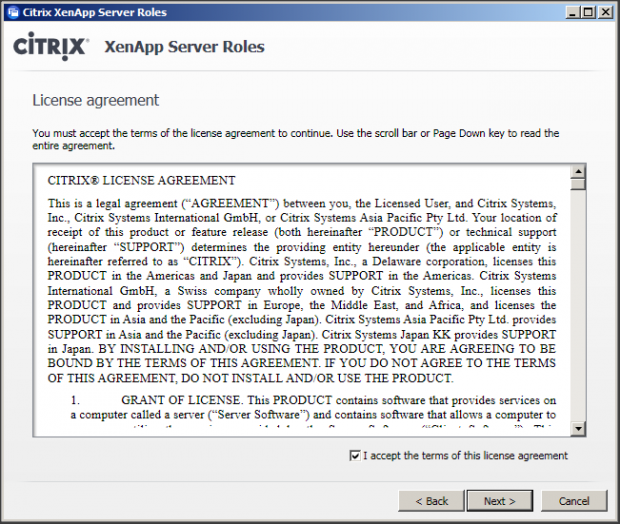 Citrix XenApp Server Roles
CİTRIX® XenApp Server Roles
License agreement
You must accept the terms of the license agreement to continue. Use the scroll bar or Page Down key to read the
entire agreement.
CITRIX® LICENSE AGREEMENT
This is a legal agreement (“AGREEMENT”) between you, the Licensed User, and Citrix Systems,
Inc., Citrix Systems International GmbH, or Citrix Systems Asia Pacific Pty Ltd. Your location of
receipt of this product or feature release (both hereinafter “PRODUCT”) or technical support
(hereinafter “SUPPORT”) determines the providing entity hereunder (the applicable entity is
hereinafter referred to as “CITRIX”). Citrix Systems, Inc., a Delaware corporation, licenses this
PRODUCT in the Americas and Japan and provides SUPPORT in the Americas. Citrix Systems
International GmbH, a Swiss company wholly owned by Citrix Systems, Inc., licenses this
PRODUCT and provides SUPPORT in Europe, the Middle East, and Africa, and licenses the
PRODUCT in Asia and the Pacific (excluding Japan). Citrix Systems Asia Pacific Pty Ltd. provides
SUPPORT in Asia and the Pacific (excluding Japan). Citrix Systems Japan KK provides SUPPORT
in Japan. BY INSTALLING AND/OR USING THE PRODUCT, YOU ARE AGREEING TO BE
BOUND BY THE TERMS OF THIS AGREEMENT. IF YOU DO NOT AGREE TO THE TERMS
OF THIS AGREEMENT, DO NOT INSTALL AND/OR USE THE PRODUCT.
1. GRANT OF LICENSE. This PRODUCT contains software that provides services on
a computer called a server (“Server Software”) and contains software that allows a computer to
I accept the terms of this license agreement
< Back Next > Cancel